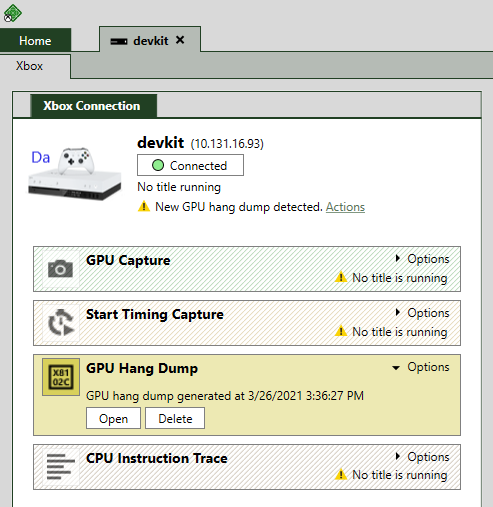 Home
devkit
Xbox
Xbox Connection
Da
devkit (10.131.16.93)
Connected
No title running
New GPU hang dump detected. Actions
GPU Capture
Options
No title is running
Start Timing Capture
Options
No title is running
X81
02C
GPU Hang Dump
Options
GPU hang dump generated at 3/26/2021 3:36:27 PM
Open Delete
CPU Instruction Trace
Options
No title is running